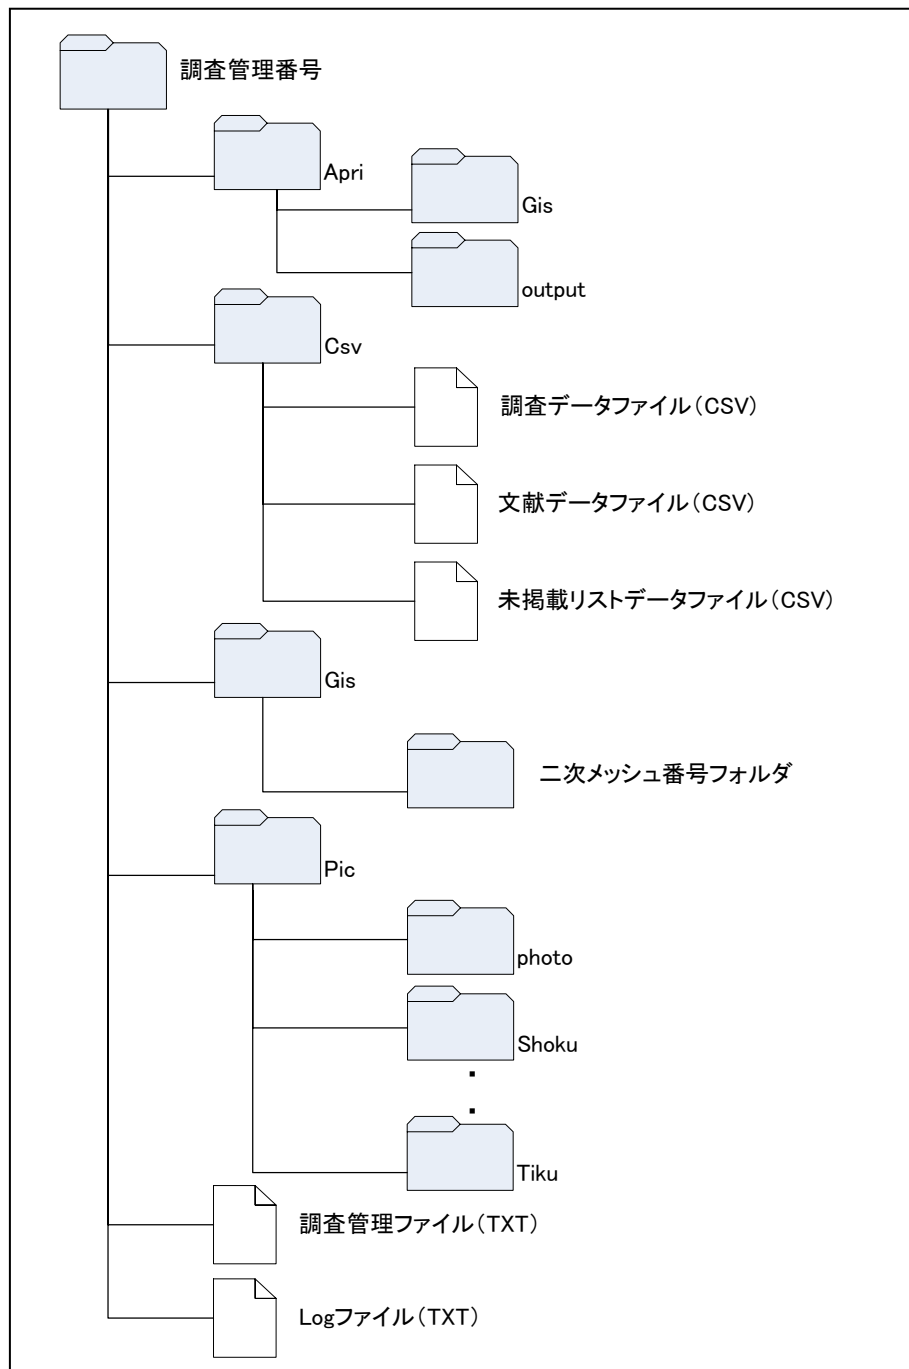 調査管理番号
Apri
Gis
output
Csv
調査データファイル（CSV）
文献データファイル（CSV）
未掲載リストデータファイル（CSV）
Gis
二次メッシュ番号フォルダ
Pic
photo
Shoku
・
・
Tiku
調査管理ファイル（TXT）
Logファイル（TXT）